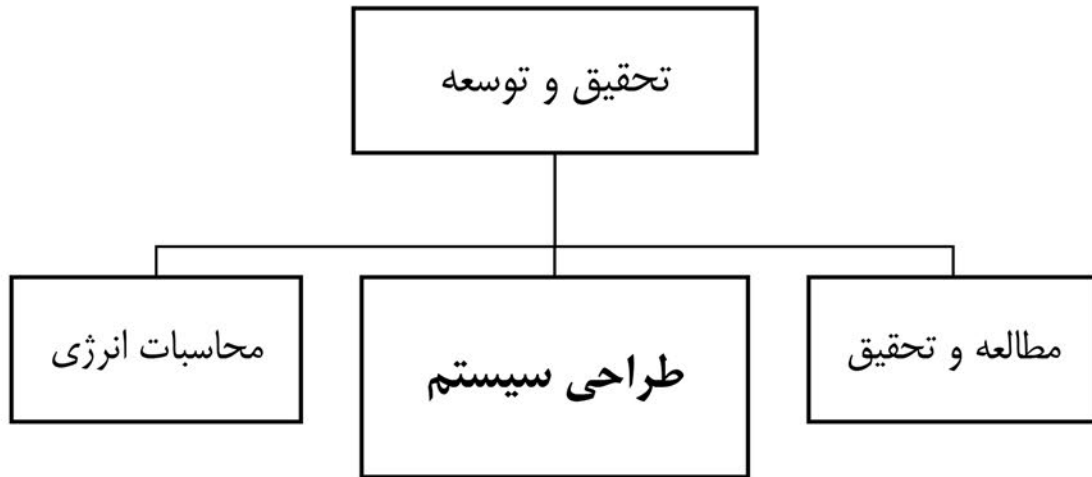 تحقیق و توسعه
مطالعه و تحقیق
طراحی سیستم
محاسبات انرژی